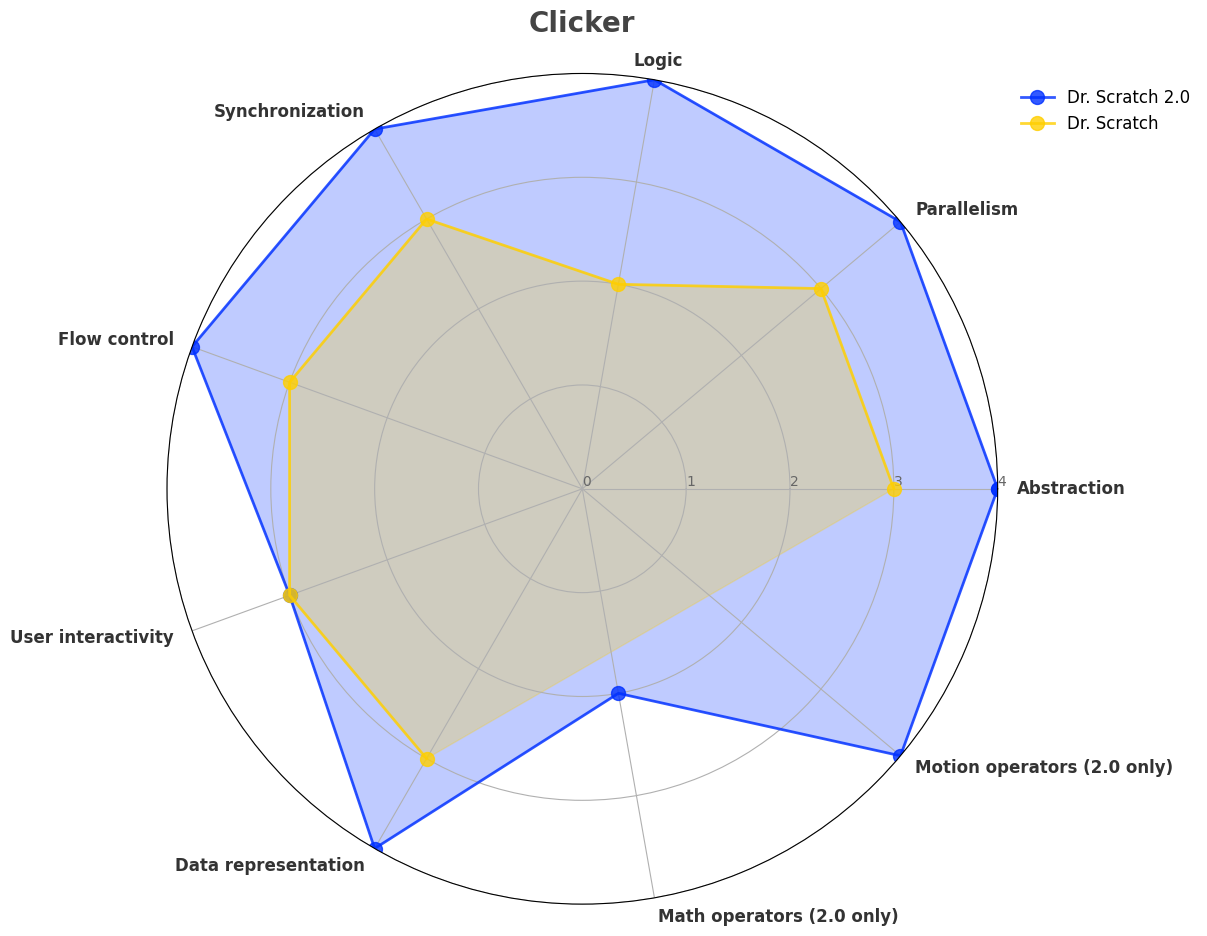 Clicker
Logic
Dr. Scratch 2.0
Dr. Scratch
Synchronization
Parallelism
Flow control
0
1
2
3
4
Abstraction
User interactivity
Motion operators (2.0 only)
Data representation
Math operators (2.0 only)